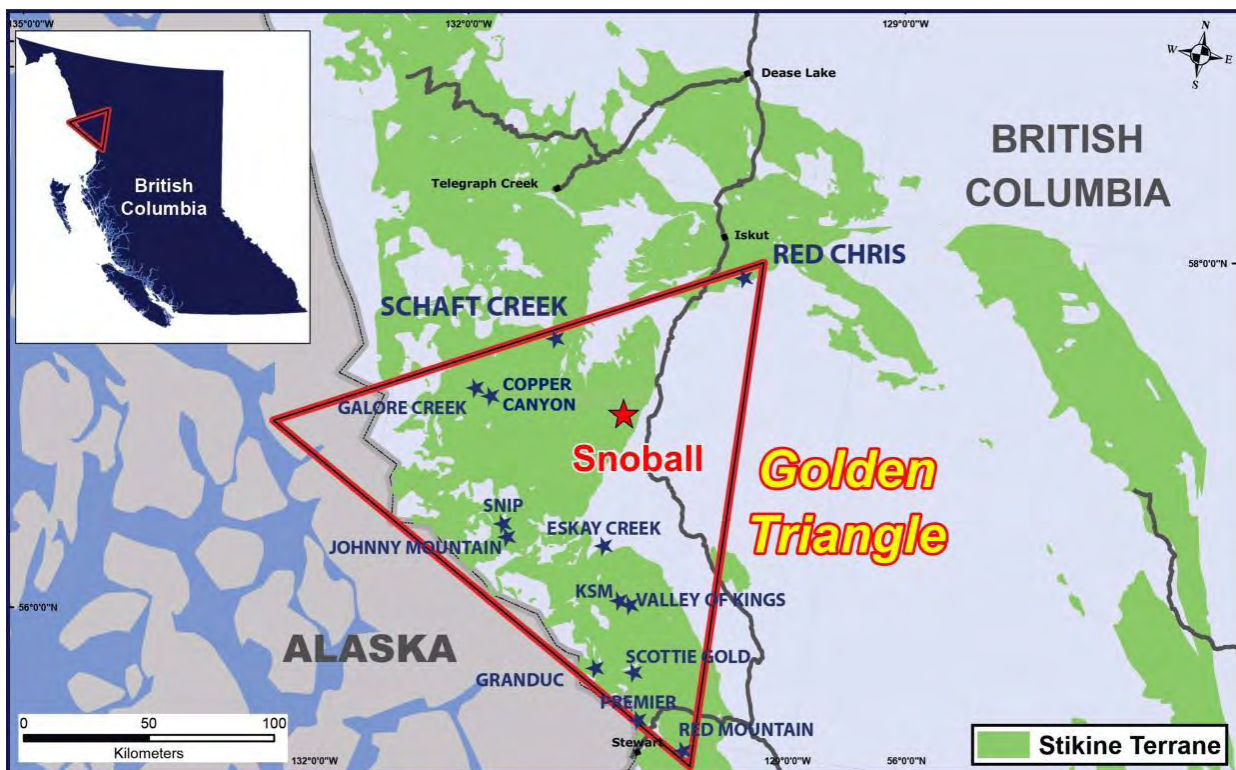 135°0'0"W
132°0'0"W
129°0'0"W
N
W
E
S
Dease Lake
BRITISH
COLUMBIA
British
Columbia
Telegraph Creek
Iskut
RED CHRIS
58°0'0"N
SCHAFT CREEK
COPPER
CANYON
GALORE CREEK
Snoball
Golden
Triangle
SNIP
ESKAY CREEK
JOHNNY MOUNTAIN
KSM
VALLEY OF KINGS
56°0'0"N
ALASKA
SCOTTIE GOLD
GRANDUC
PREMIER
RED MOUNTAIN
0 50 100
Kilometers
Stewart
Stikine Terrane
132°0'0"W
129°0'0"W
56°0'0"N